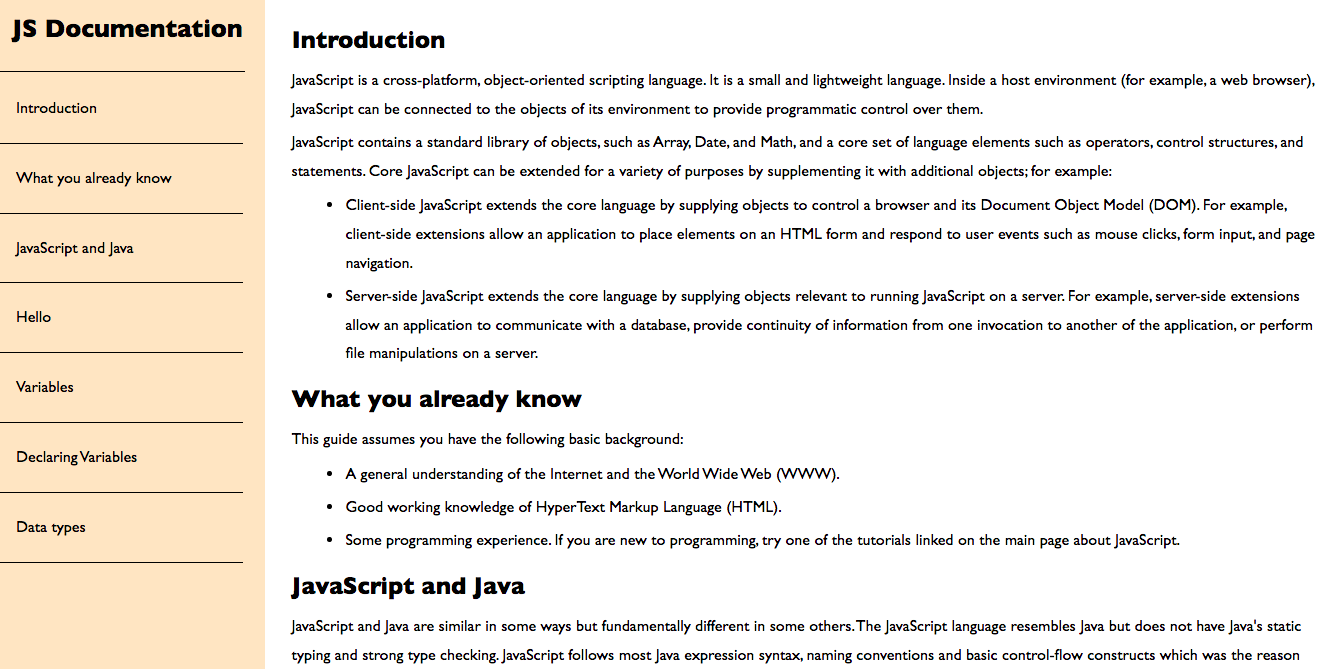 JS Documentation
Introduction
What you already know
JavaScript and Java
Hello
Variables
Declaring Variables
Data types
Introduction
JavaScript is a cross-platform, object-oriented scripting language. It is a small and lightweight language. Inside a host environment (for example, a web browser),
JavaScript can be connected to the objects of its environment to provide programmatic control over them.
JavaScript contains a standard library of objects, such as Array, Date, and Math, and a core set of language elements such as operators, control structures, and
statements. Core JavaScript can be extended for a variety of purposes by supplementing it with additional objects; for example:
• Client-side JavaScript extends the core language by supplying objects to control a browser and its Document Object Model (DOM). For example,
client-side extensions allow an application to place elements on an HTML form and respond to user events such as mouse clicks, form input, and page
navigation.
• Server-side JavaScript extends the core language by supplying objects relevant to running JavaScript on a server. For example, server-side extensions
allow an application to communicate with a database, provide continuity of information from one invocation to another of the application, or perform
file manipulations on a server.
What you already know
This guide assumes you have the following basic background:
• A general understanding of the Internet and the World Wide Web (WWW).
• Good working knowledge of HyperText Markup Language (HTML).
• Some programming experience. If you are new to programming, try one of the tutorials linked on the main page about JavaScript.
JavaScript and Java
JavaScript and Java are similar in some ways but fundamentally different in some others. The JavaScript language resembles Java but does not have Java's static
typing and strong type checking. JavaScript follows most Java expression syntax, naming conventions and basic control-flow constructs which was the reason